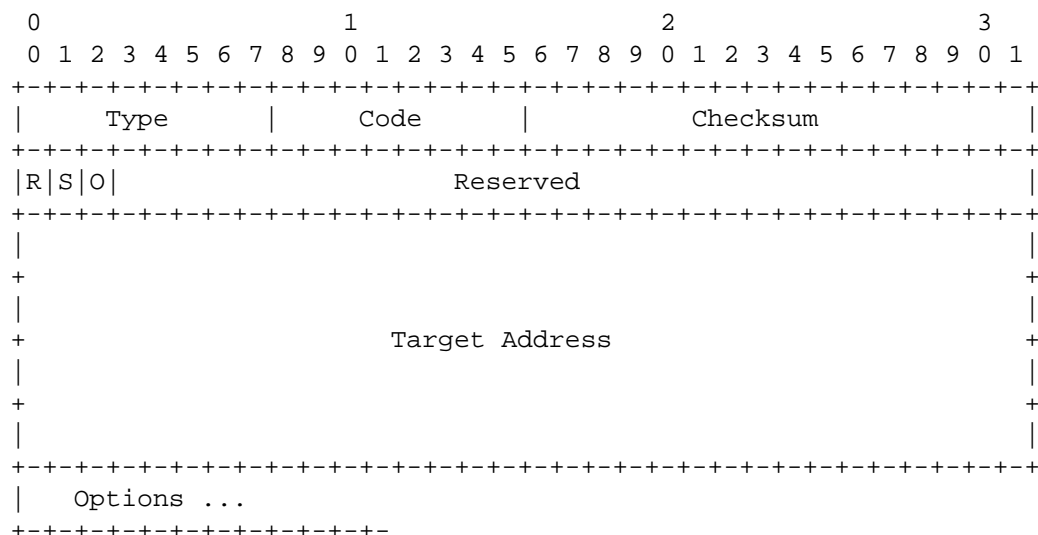 0                   1                   2                   3
 0 1 2 3 4 5 6 7 8 9 0 1 2 3 4 5 6 7 8 9 0 1 2 3 4 5 6 7 8 9 0 1
+-+-+-+-+-+-+-+-+-+-+-+-+-+-+-+-+-+-+-+-+-+-+-+-+-+-+-+-+-+-+-+-+
|     Type      |     Code      |          Checksum             |
+-+-+-+-+-+-+-+-+-+-+-+-+-+-+-+-+-+-+-+-+-+-+-+-+-+-+-+-+-+-+-+-+
|R|S|O|                     Reserved                            |
+-+-+-+-+-+-+-+-+-+-+-+-+-+-+-+-+-+-+-+-+-+-+-+-+-+-+-+-+-+-+-+-+
|                                                               |
+                                                               +
|                                                               |
+                       Target Address                          +
|                                                               |
+                                                               +
|                                                               |
+-+-+-+-+-+-+-+-+-+-+-+-+-+-+-+-+-+-+-+-+-+-+-+-+-+-+-+-+-+-+-+-+
|   Options ...
+-+-+-+-+-+-+-+-+-+-+-+-